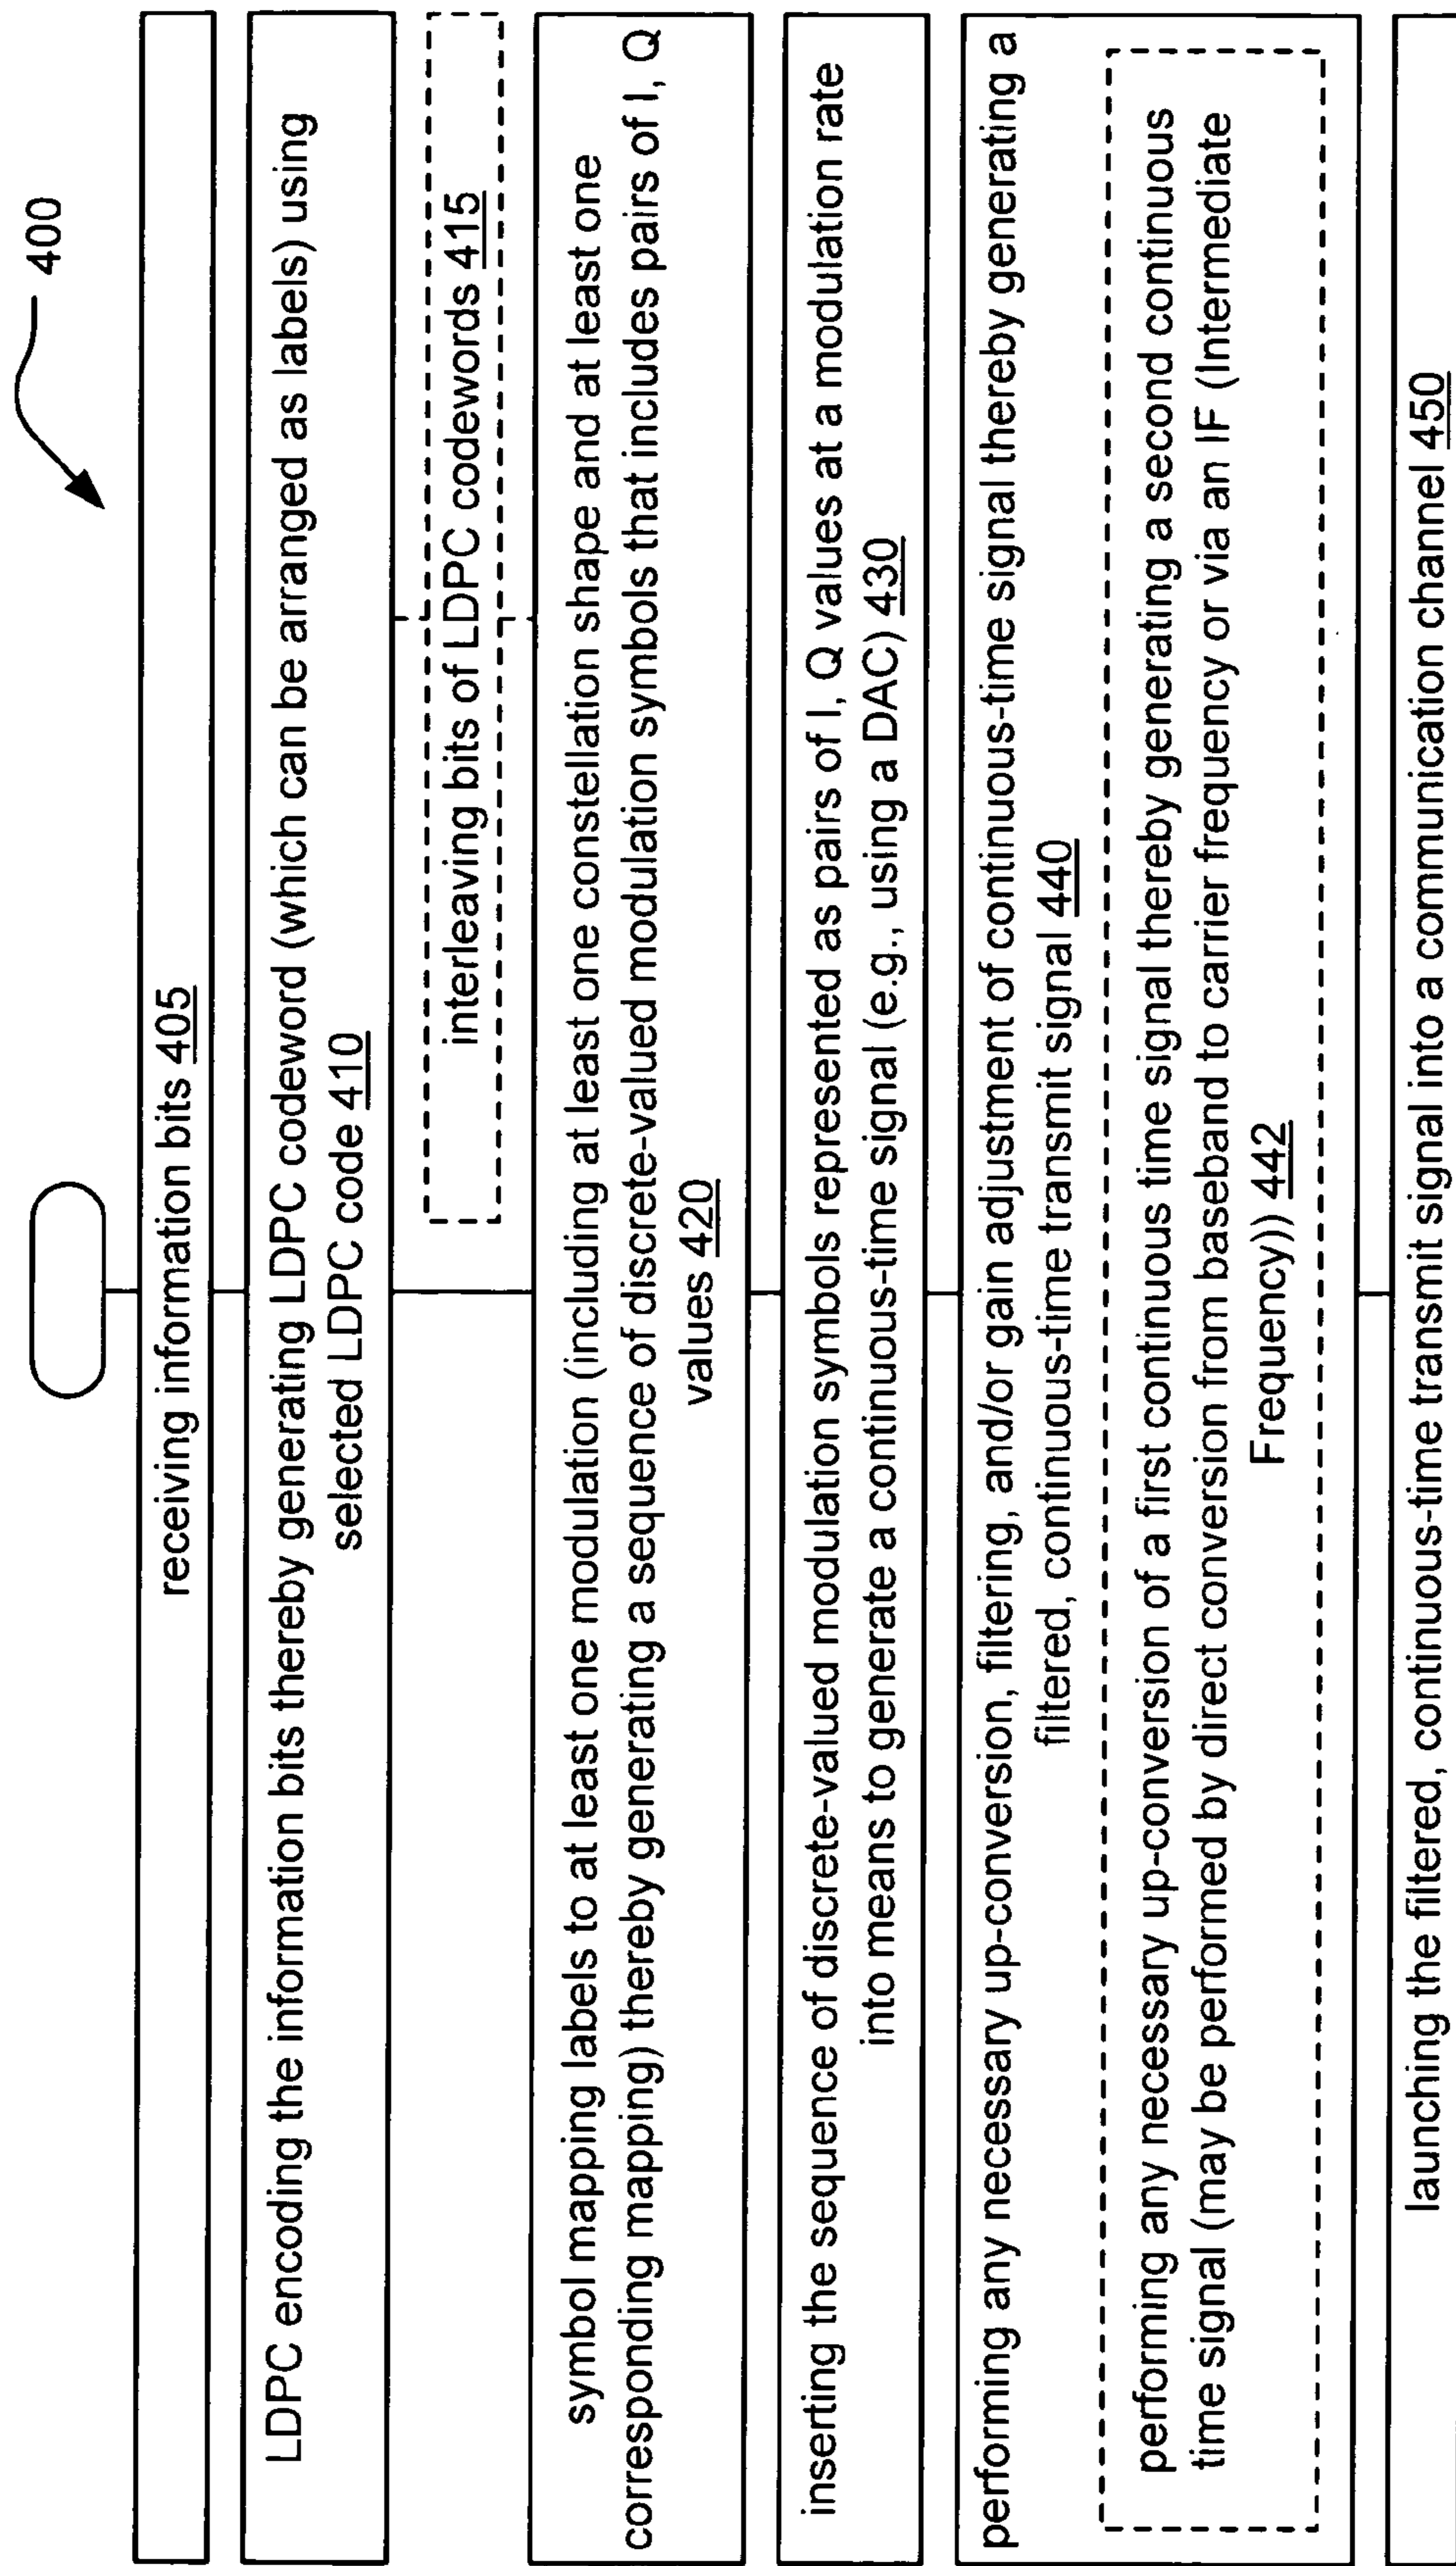 400
receiving information bits 405
LDPC encoding the information bits thereby generating LDPC codeword (which can be arranged as labels) using
selected LDPC code 410
interleaving bits of LDPC codewords 415
symbol mapping labels to at least one modulation (including at least one constellation shape and at least one
corresponding mapping) thereby generating a sequence of discrete-valued modulation symbols that includes pairs of I, Q
values 420
inserting the sequence of discrete-valued modulation symbols represented as pairs of I, Q values at a modulation rate
into means to generate a continuous-time signal (e.g., using a DAC) 430
performing any necessary up-conversion, filtering, and/or gain adjustment of continuous-time signal thereby generating a
filtered, continuous-time transmit signal 440
performing any necessary up-conversion of a first continuous time signal thereby generating a second continuous
time signal (may be performed by direct conversion from baseband to carrier frequency or via an IF (Intermediate
Frequency)) 442
launching the filtered, continuous-time transmit signal into a communication channel 450